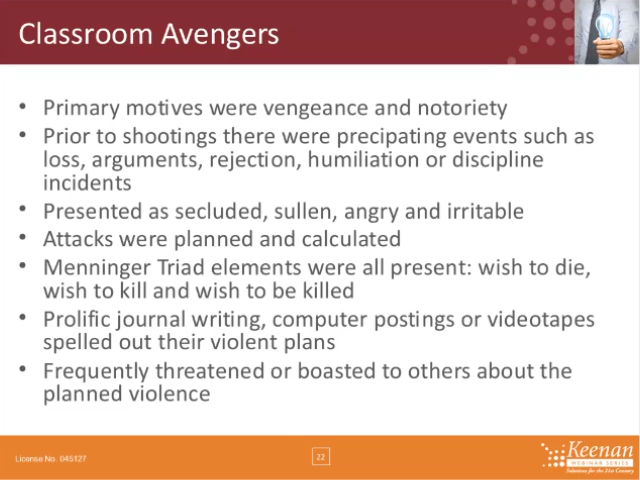 Classroom Avengers
• Primary motives were vengeance and notoriety
• Prior to shootings there were precipating events such as
loss, arguments, rejection, humiliation or discipline
incidents
• Presented as secluded, sullen, angry and irritable
• Attacks were planned and calculated
• Menninger Triad elements were all present: wish to die,
wish to kill and wish to be killed
• Prolific journal writing, computer postings or videotapes
spelled out their violent plans
• Frequently threatened or boasted to others about the
planned violence
License No. 045127
22
Keenan
WEBINAR SERIES
Solutions for the 21st Century